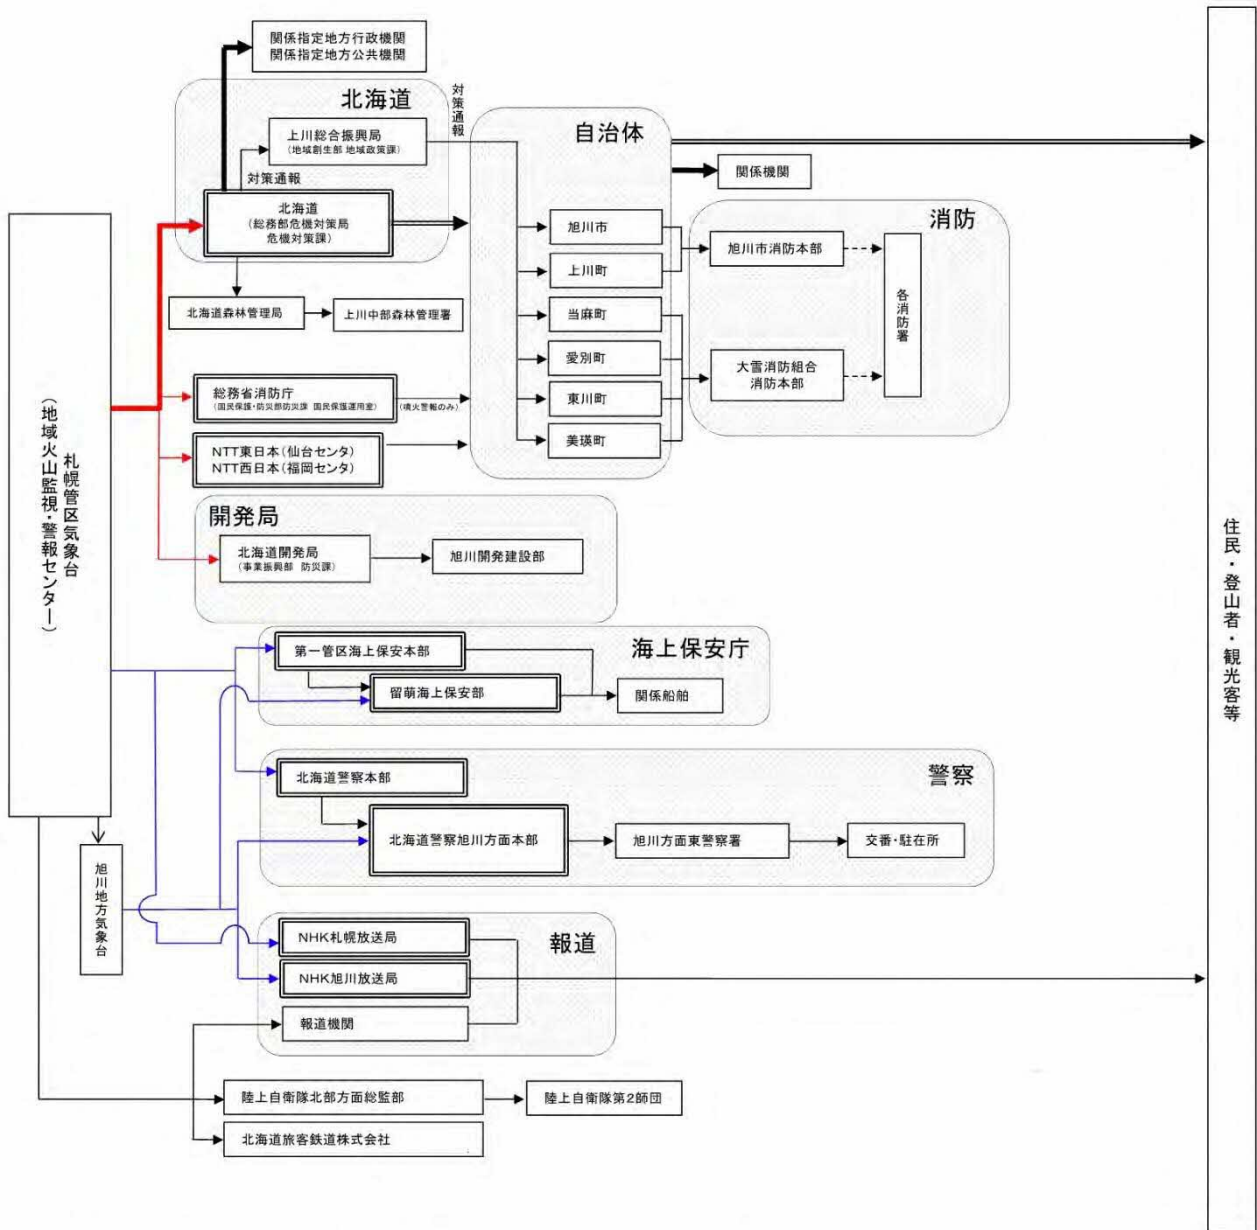 関係指定地方行政機関
関係指定地方公共機関
北海道
対策通報
上川総合振興局
(地域創生部 地域政策課)
対策通報
北海道
(総務部危機対策局
危機対策課)
北海道森林管理局
上川中部森林管理署
自治体
関係機関
旭川市
上川町
当麻町
愛別町
東川町
美瑛町
消防
旭川市消防本部
大雪消防組合
消防本部
各消防署
札幌管区気象台
(地域火山監視・警報センター)
総務省消防庁
(国民保護・防災部防災課 国民保護運用室)
(噴火警報のみ)
NTT東日本(仙台センタ)
NTT西日本(福岡センタ)
開発局
北海道開発局
(事業振興部 防災課)
旭川開発建設部
海上保安庁
第一管区海上保安本部
留萌海上保安部
関係船舶
警察
北海道警察本部
北海道警察旭川方面本部
旭川方面東警察署
交番・駐在所
旭川地方気象台
報道
NHK札幌放送局
NHK旭川放送局
報道機関
陸上自衛隊北部方面総監部
陸上自衛隊第2師団
北海道旅客鉄道株式会社
住民・登山者・観光客等